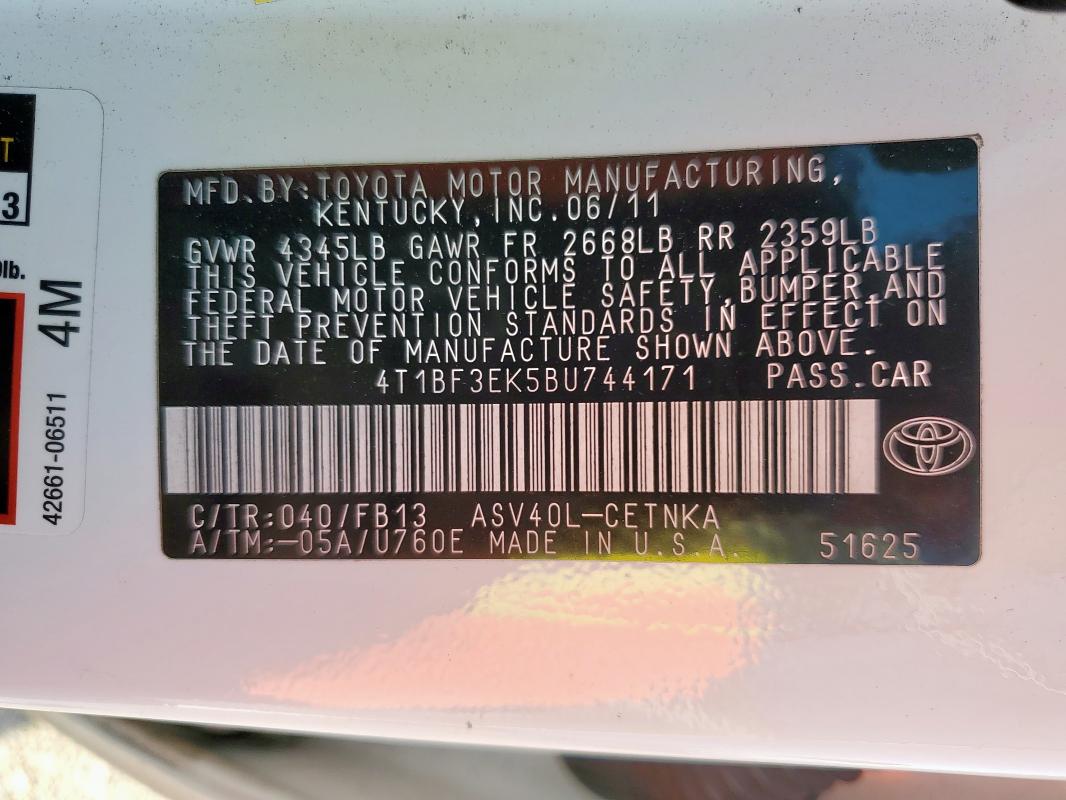 T
3
0lb.
4M
42661-06511
MFD. BY: TOYOTA MOTOR MANUFACTURING,
KENTUCKY, INC. 06/11
GVWR 4345LB GAWR FR 2668LB RR 2359LB
THIS VEHICLE CONFORMS TO ALL APPLICABLE
FEDERAL MOTOR VEHICLE SAFETY, BUMPER, AND
THEFT PREVENTION STANDARDS IN EFFECT ON
THE DATE OF MANUFACTURE SHOWN ABOVE.
4T1BF3EK5BU744171 PASS.CAR
C/TR:040/FB13 ASV40L-CETNKA
A/TM:-05A/U760E MADE IN U.S.A. 51625